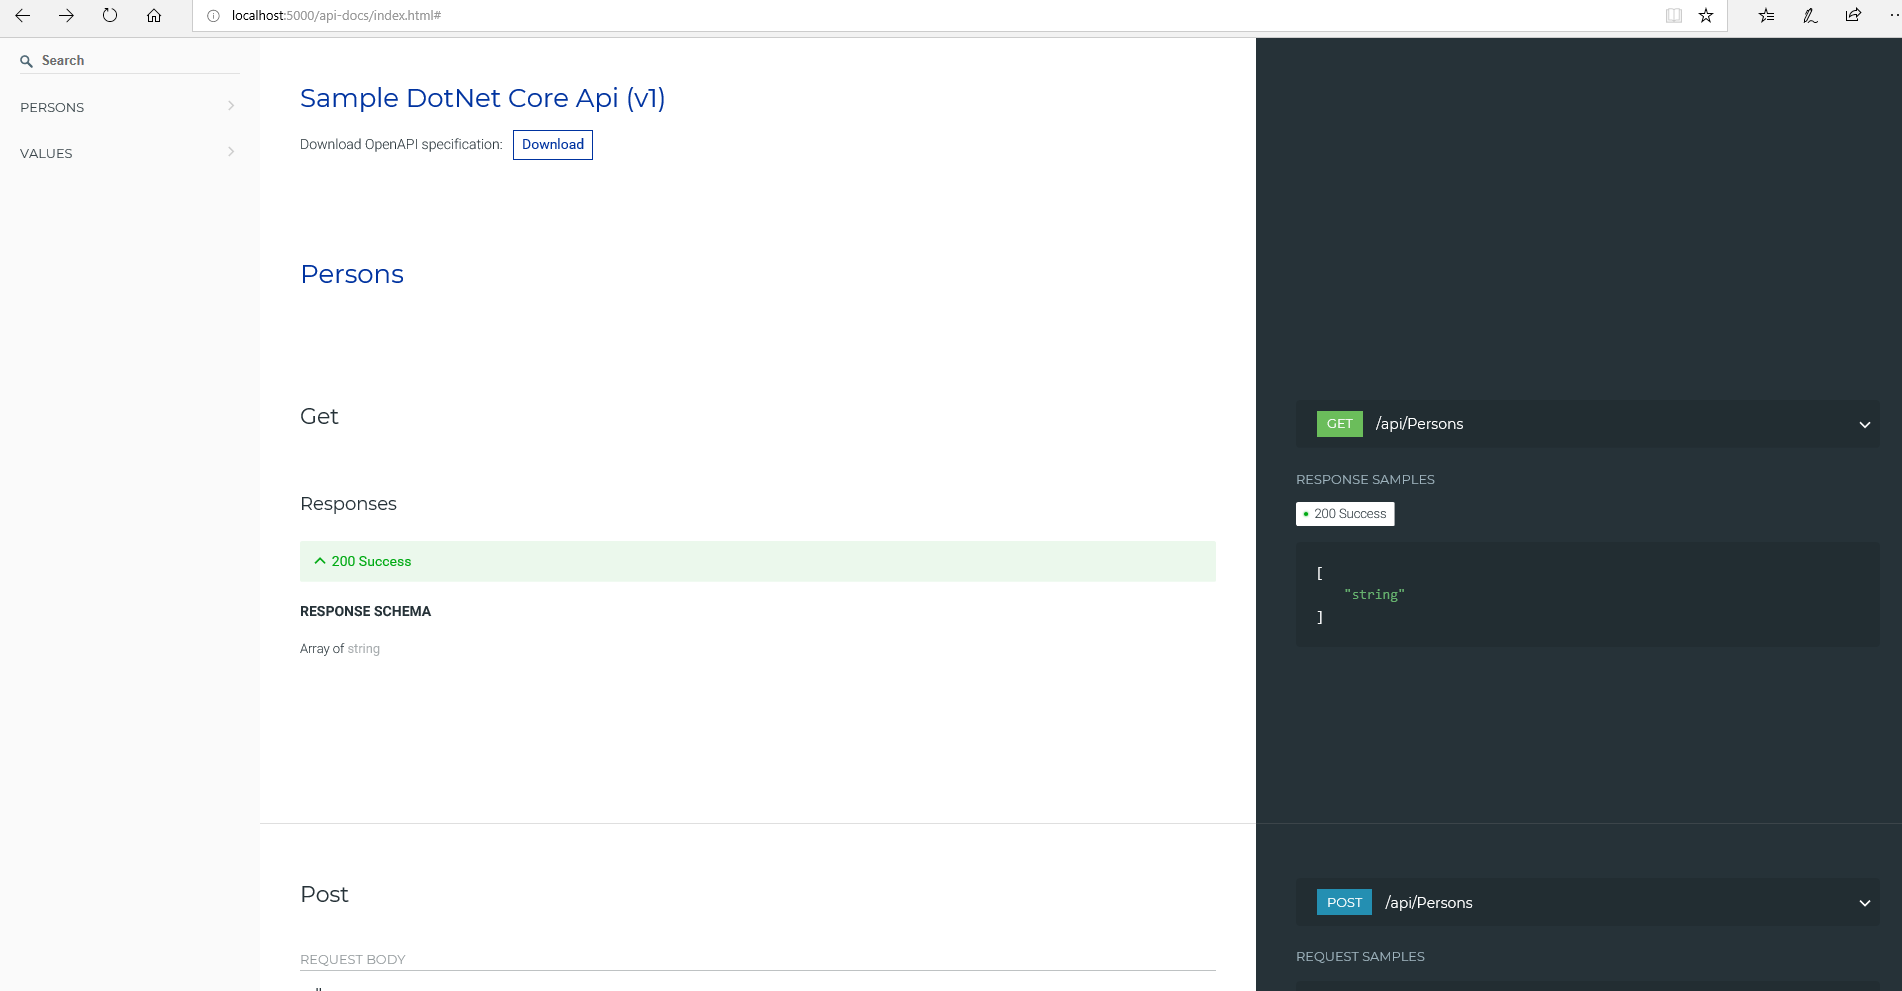 localhost:5000/api-docs/index.html#
Search
PERSONS
VALUES
Sample DotNet Core Api (v1)
Download OpenAPI specification: Download
Persons
Get
Responses
200 Success
RESPONSE SCHEMA
Array of string
Post
REQUEST BODY
GET /api/Persons
RESPONSE SAMPLES
200 Success
[
"string"
]
POST /api/Persons
REQUEST SAMPLES